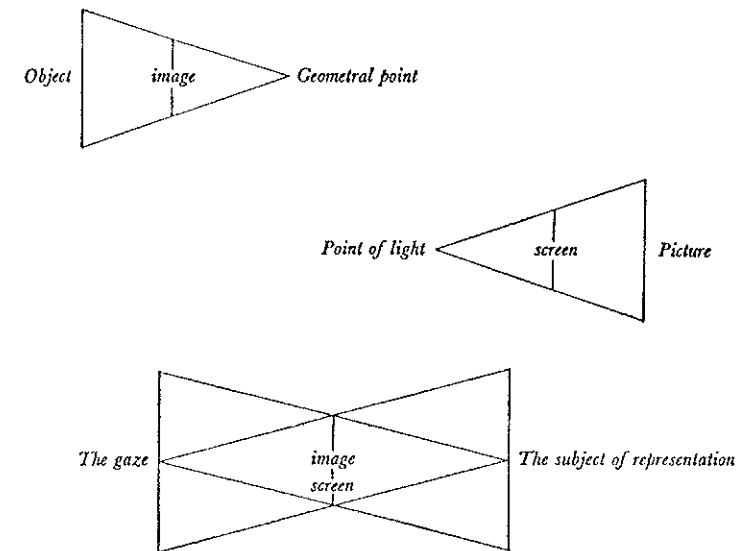 Object image Geometral point
Point of light screen Picture
The gaze image The subject of representation
screen